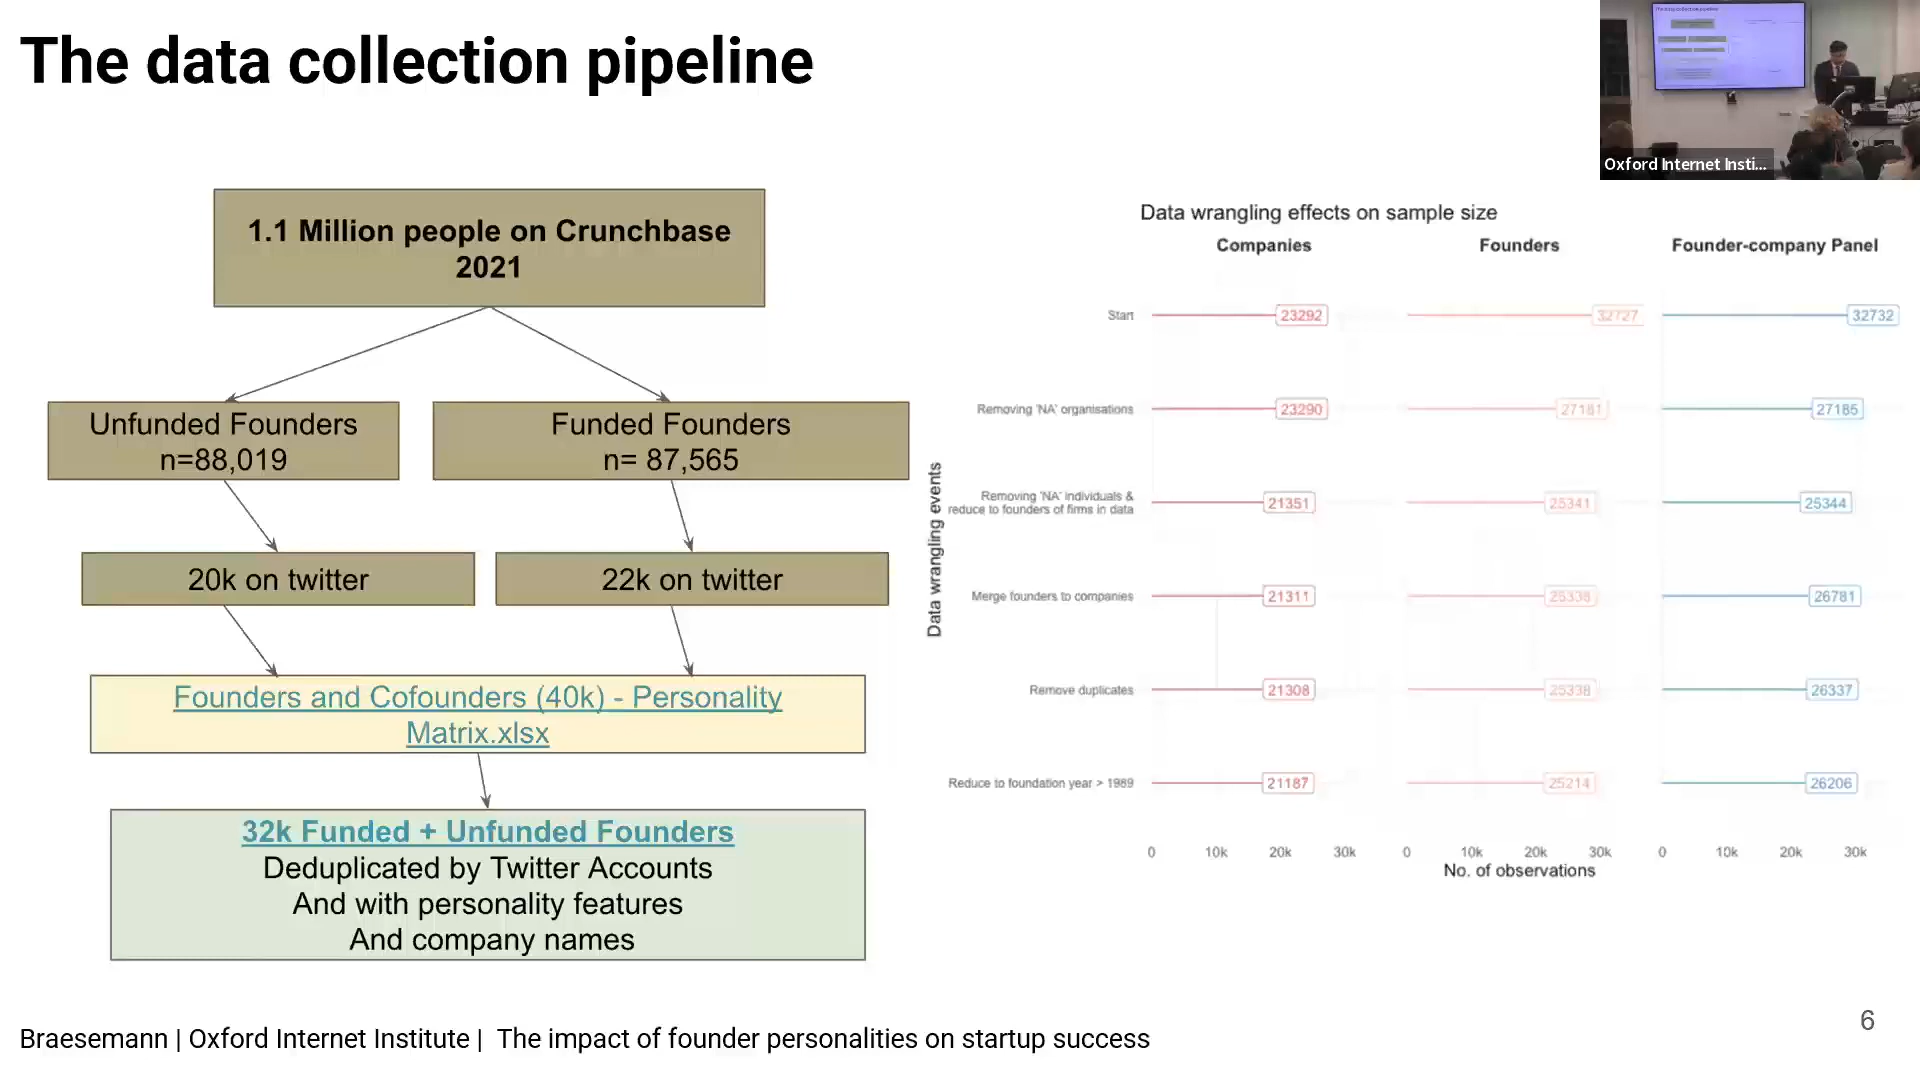 The data collection pipeline
Oxford Internet Insti...
1.1 Million people on Crunchbase
2021
Unfunded Founders
n=88,019
Funded Founders
n= 87,565
20k on twitter
22k on twitter
Founders and Cofounders (40k) - Personality
Matrix.xlsx
32k Funded + Unfunded Founders
Deduplicated by Twitter Accounts
And with personality features
And company names
Data wrangling effects on sample size
Companies Founders Founder-company Panel
Data wrangling events
Start 23292 32727 32732
Removing 'NA' organisations 23290 27181 27185
Removing 'NA' individuals &
reduce to founders of firms in data 21351 25341 25344
Merge founders to companies 21311 25338 26781
Remove duplicates 21308 25338 26337
Reduce to foundation year > 1989 21187 25214 26206
0 10k 20k 30k 0 10k 20k 30k 0 10k 20k 30k
No. of observations
Braesemann | Oxford Internet Institute | The impact of founder personalities on startup success
6